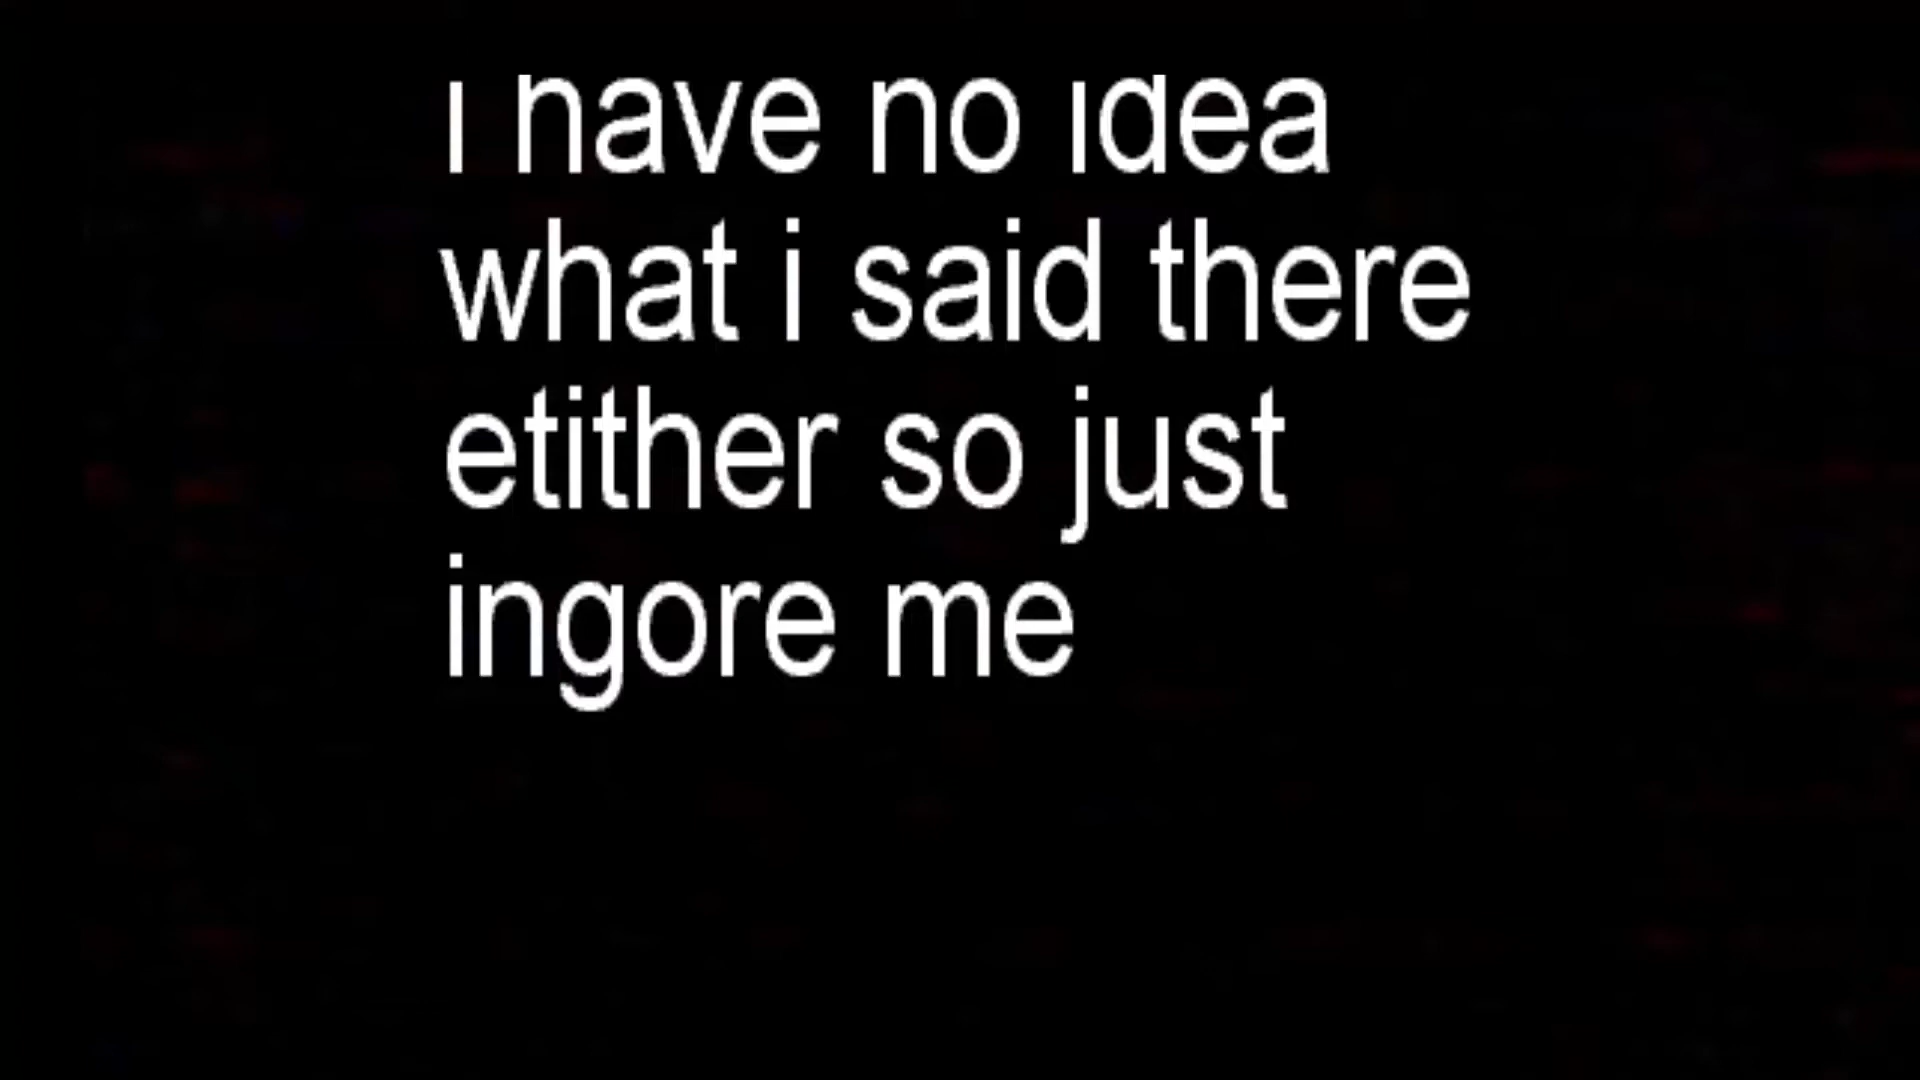 i have no idea
what i said there
etither so just
ingore me